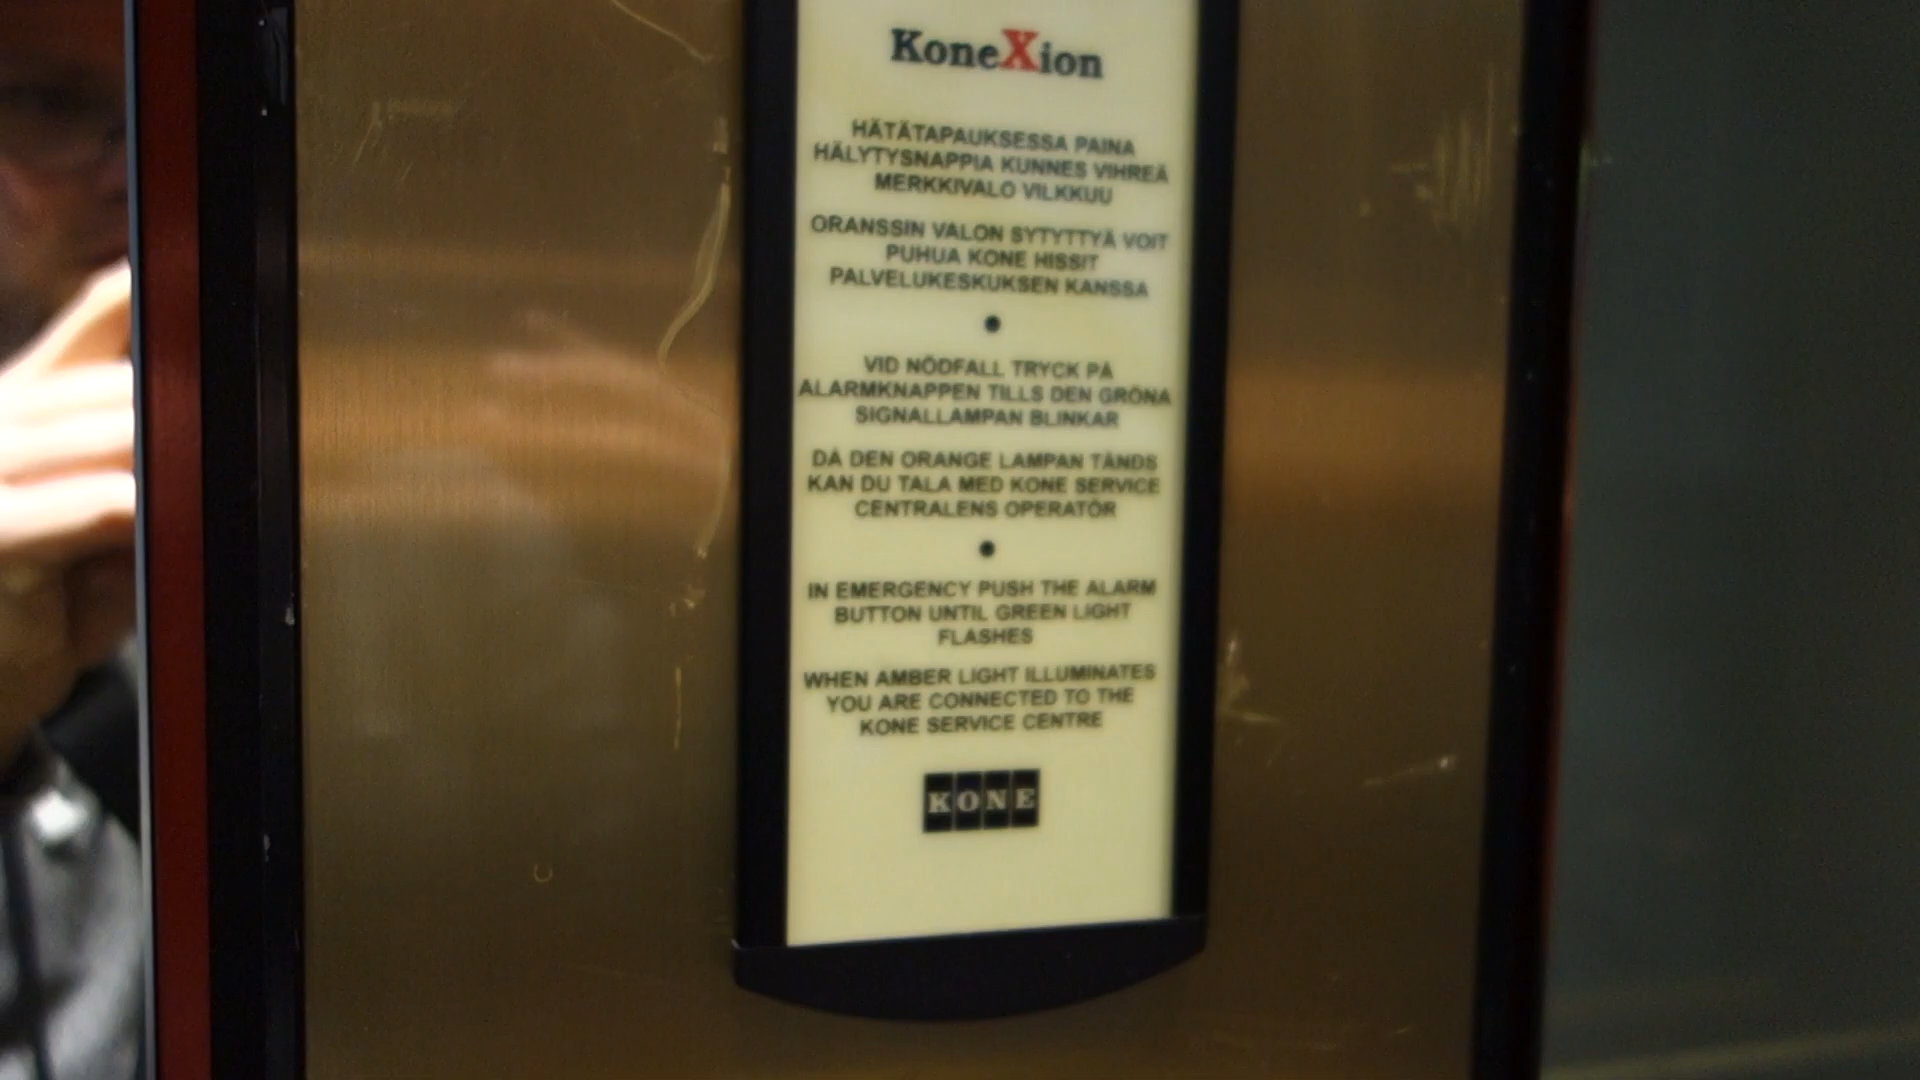 KoneXion
HÄTÄTAPAUKSESSA PAINA
HÄLYTYSNAPPIA KUNNES VIHREÄ
MERKKIVALO VILKKUU
ORANSSIN VALON SYTYTTYÄ VOIT
PUHUA KONE HISSIT
PALVELUKESKUKSEN KANSSA
VID NÖDFALL TRYCK PÅ
ALARMKNAPPEN TILLS DEN GRÖNA
SIGNALLAMPAN BLINKAR
DÅ DEN ORANGE LAMPAN TÄNDS
KAN DU TALA MED KONE SERVICE
CENTRALENS OPERATÖR
IN EMERGENCY PUSH THE ALARM
BUTTON UNTIL GREEN LIGHT
FLASHES
WHEN AMBER LIGHT ILLUMINATES
YOU ARE CONNECTED TO THE
KONE SERVICE CENTRE
KONE